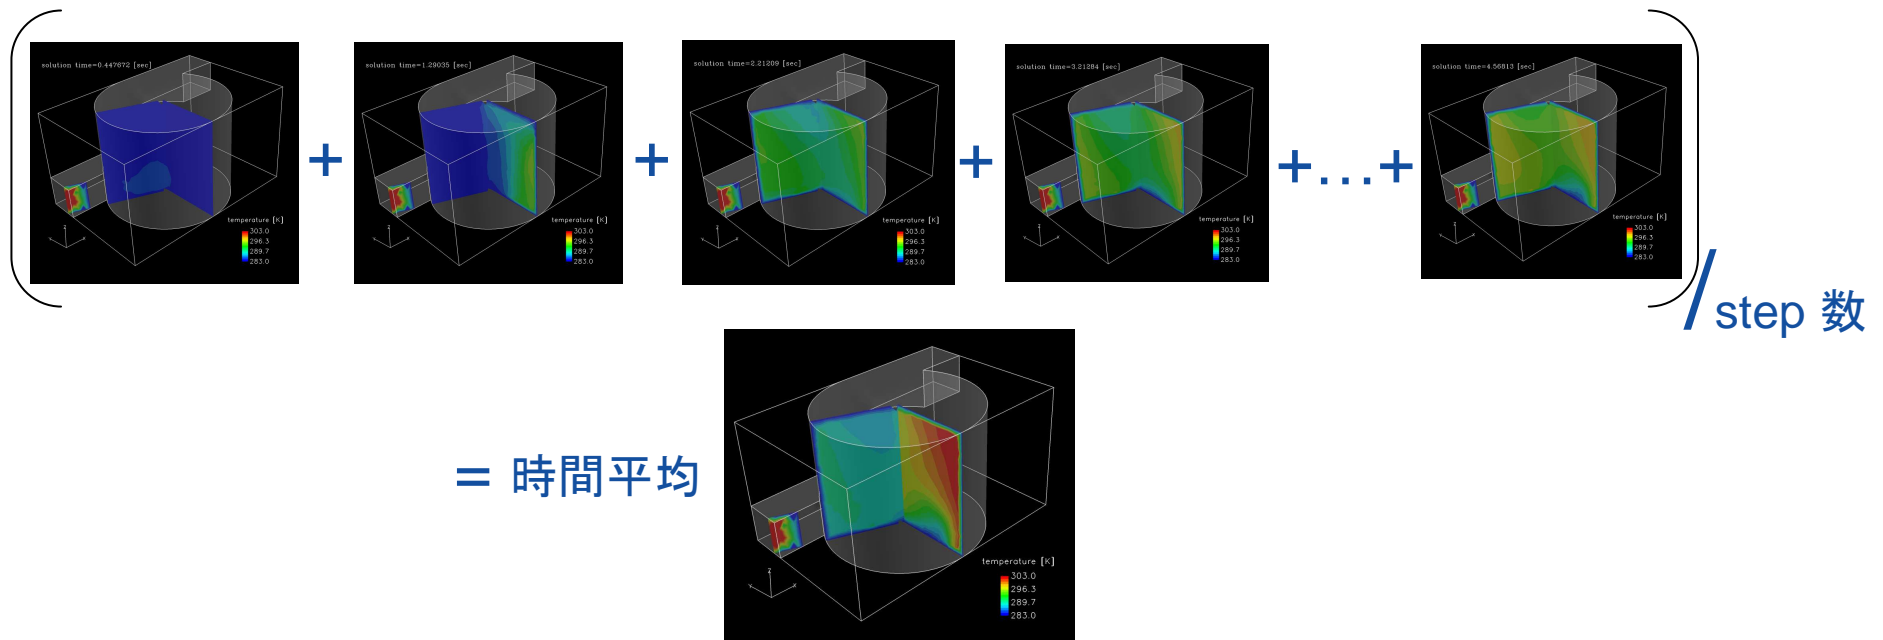 solution time=0.447672 [sec]
temperature [K]
303.0
296.3
289.7
283.0
+
solution time=1.29035 [sec]
temperature [K]
303.0
296.3
289.7
283.0
+
solution time=2.21209 [sec]
temperature [K]
303.0
296.3
289.7
283.0
+
solution time=3.21284 [sec]
temperature [K]
303.0
296.3
289.7
283.0
+…+
solution time=4.56813 [sec]
temperature [K]
303.0
296.3
289.7
283.0
/step 数
= 時間平均
temperature [K]
303.0
296.3
289.7
283.0